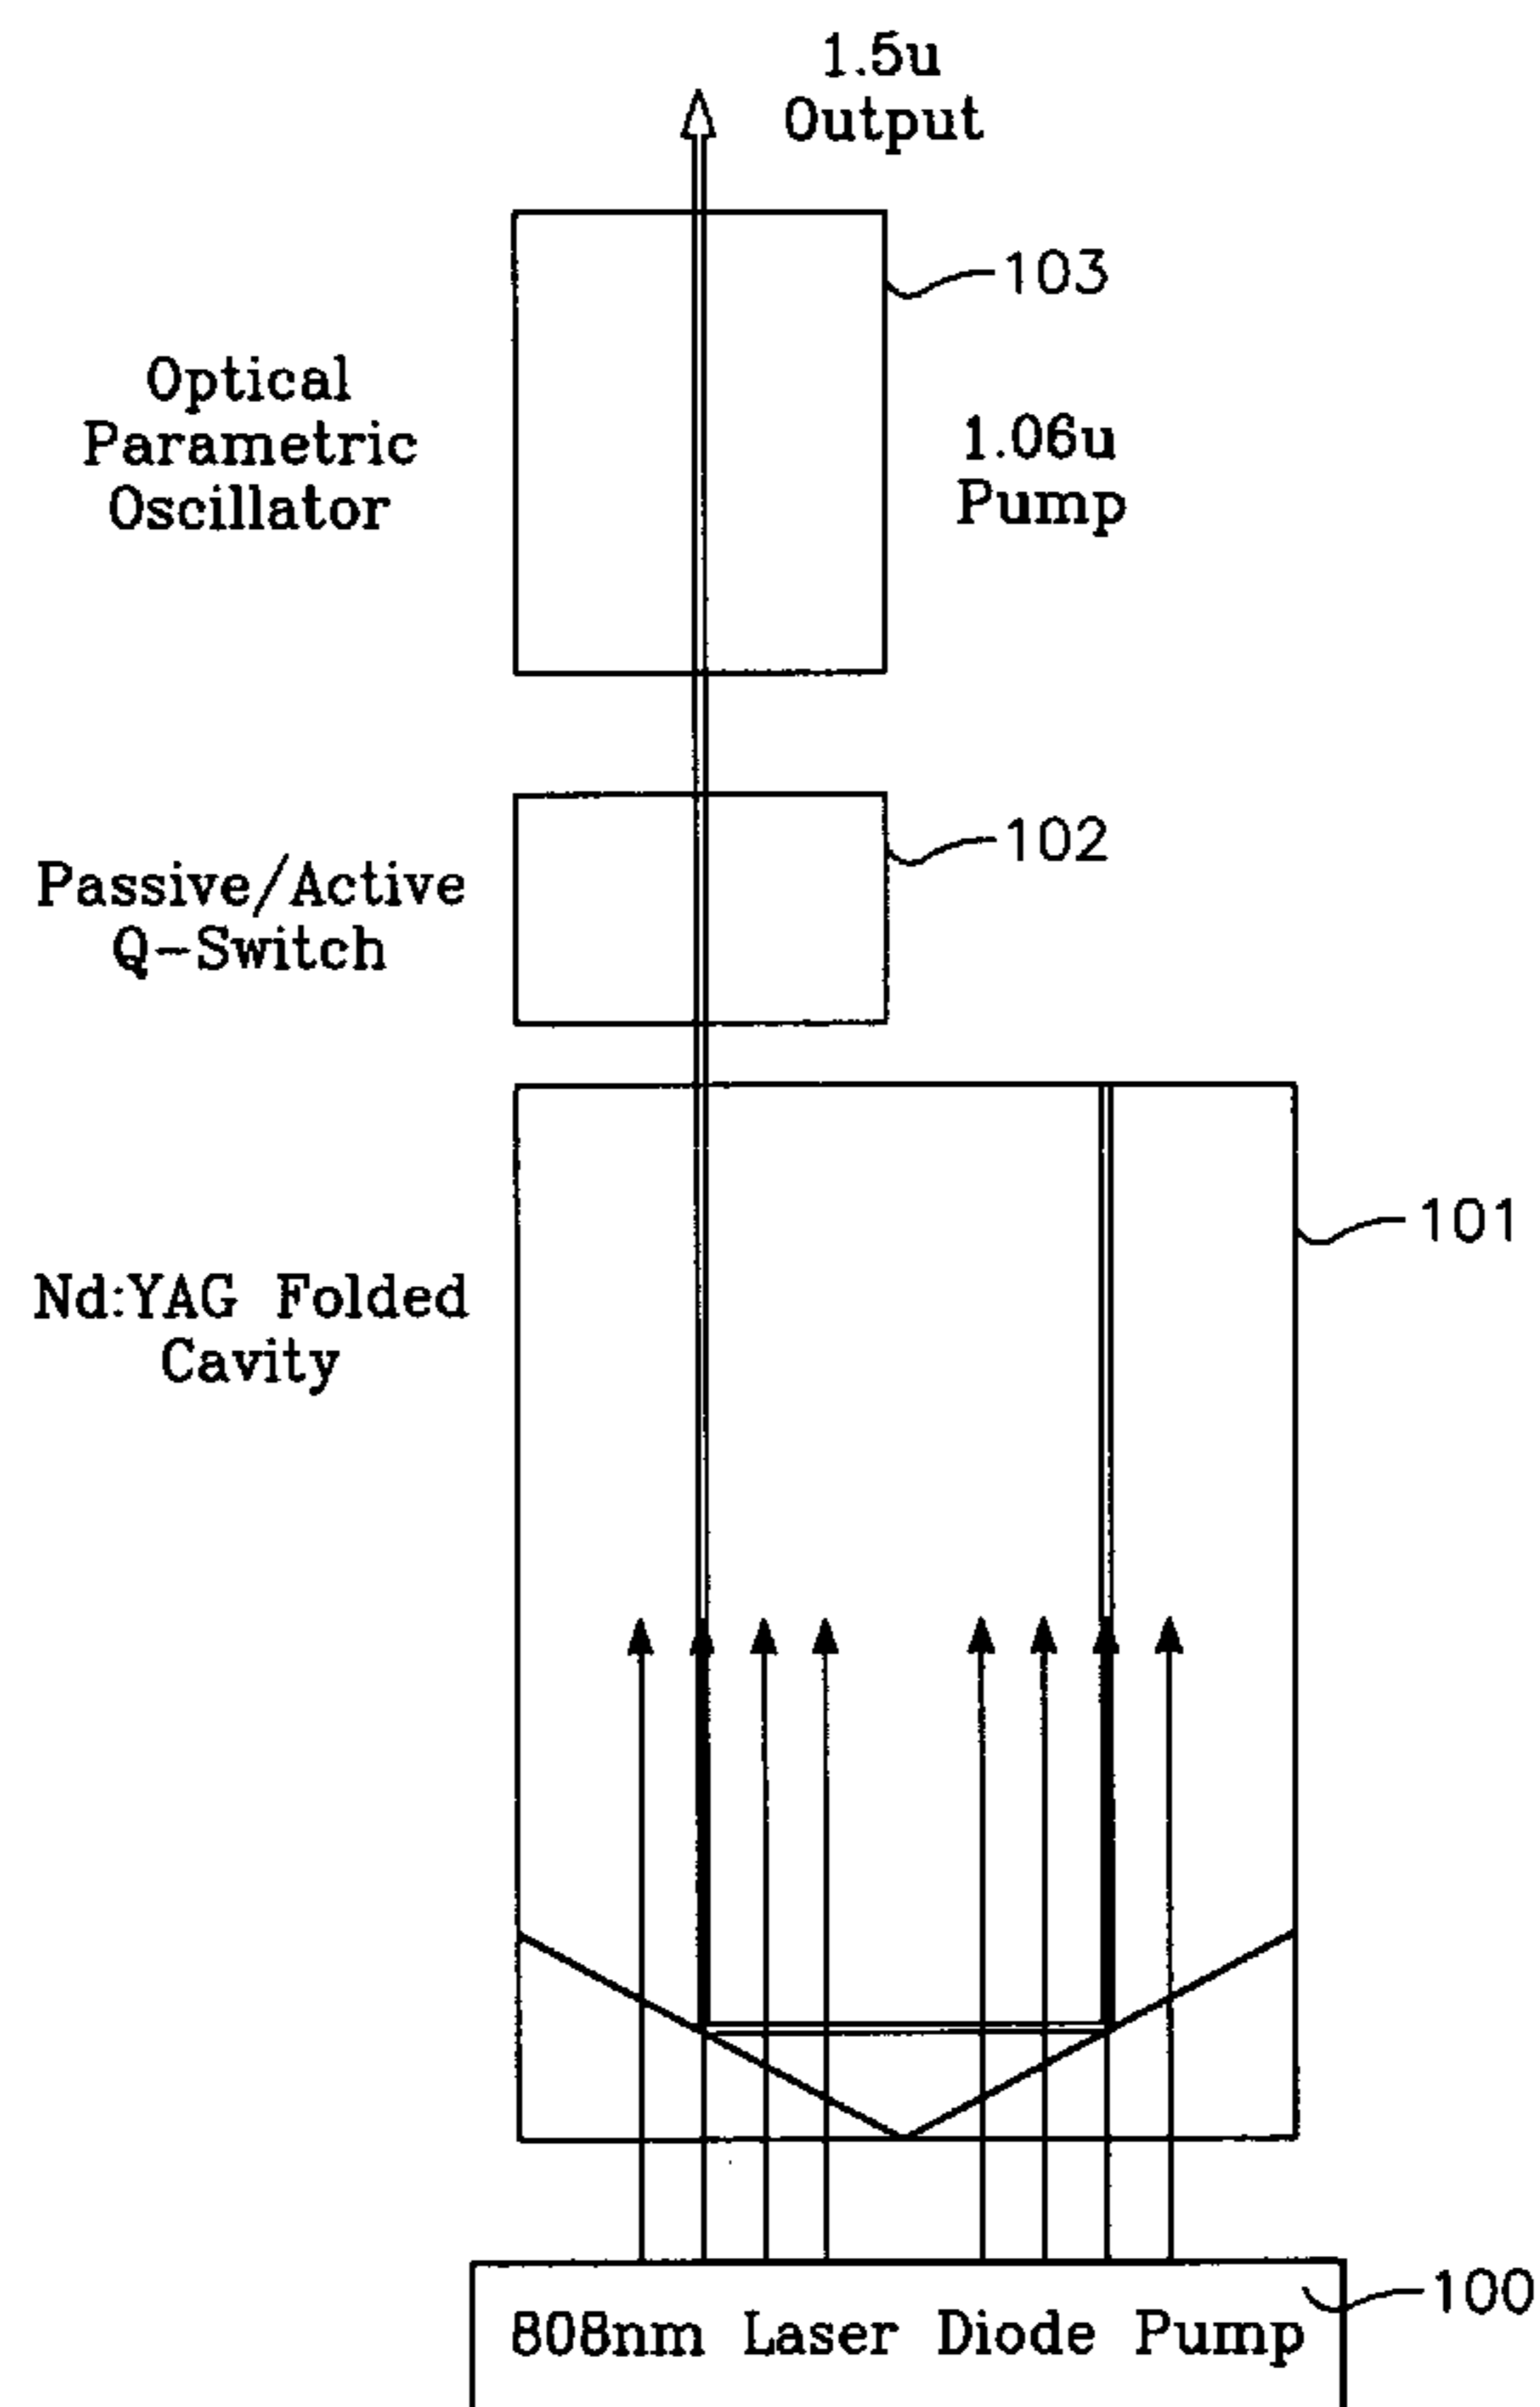 1.5u
Output
103
Optical
Parametric
Oscillator
1.06u
Pump
102
Passive/Active
Q-Switch
101
Nd:YAG Folded
Cavity
100
808nm Laser Diode Pump